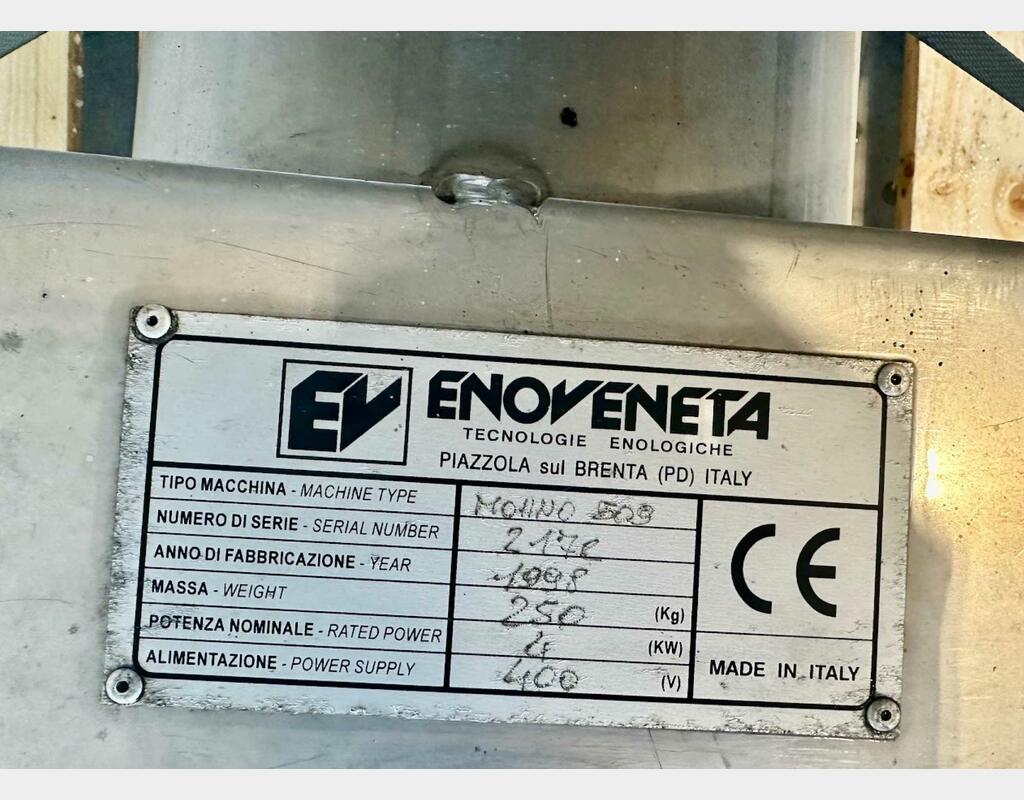 EV ENOVENETA
TECNOLOGIE ENOLOGICHE
PIAZZOLA sul BRENTA (PD) ITALY
TIPO MACCHINA - MACHINE TYPE
NUMERO DI SERIE - SERIAL NUMBER
ANNO DI FABBRICAZIONE - YEAR 1998
MASSA - WEIGHT 250 (Kg)
POTENZA NOMINALE - RATED POWER 4 (KW)
ALIMENTAZIONE - POWER SUPPLY 400 (V)
CE
MADE IN ITALY